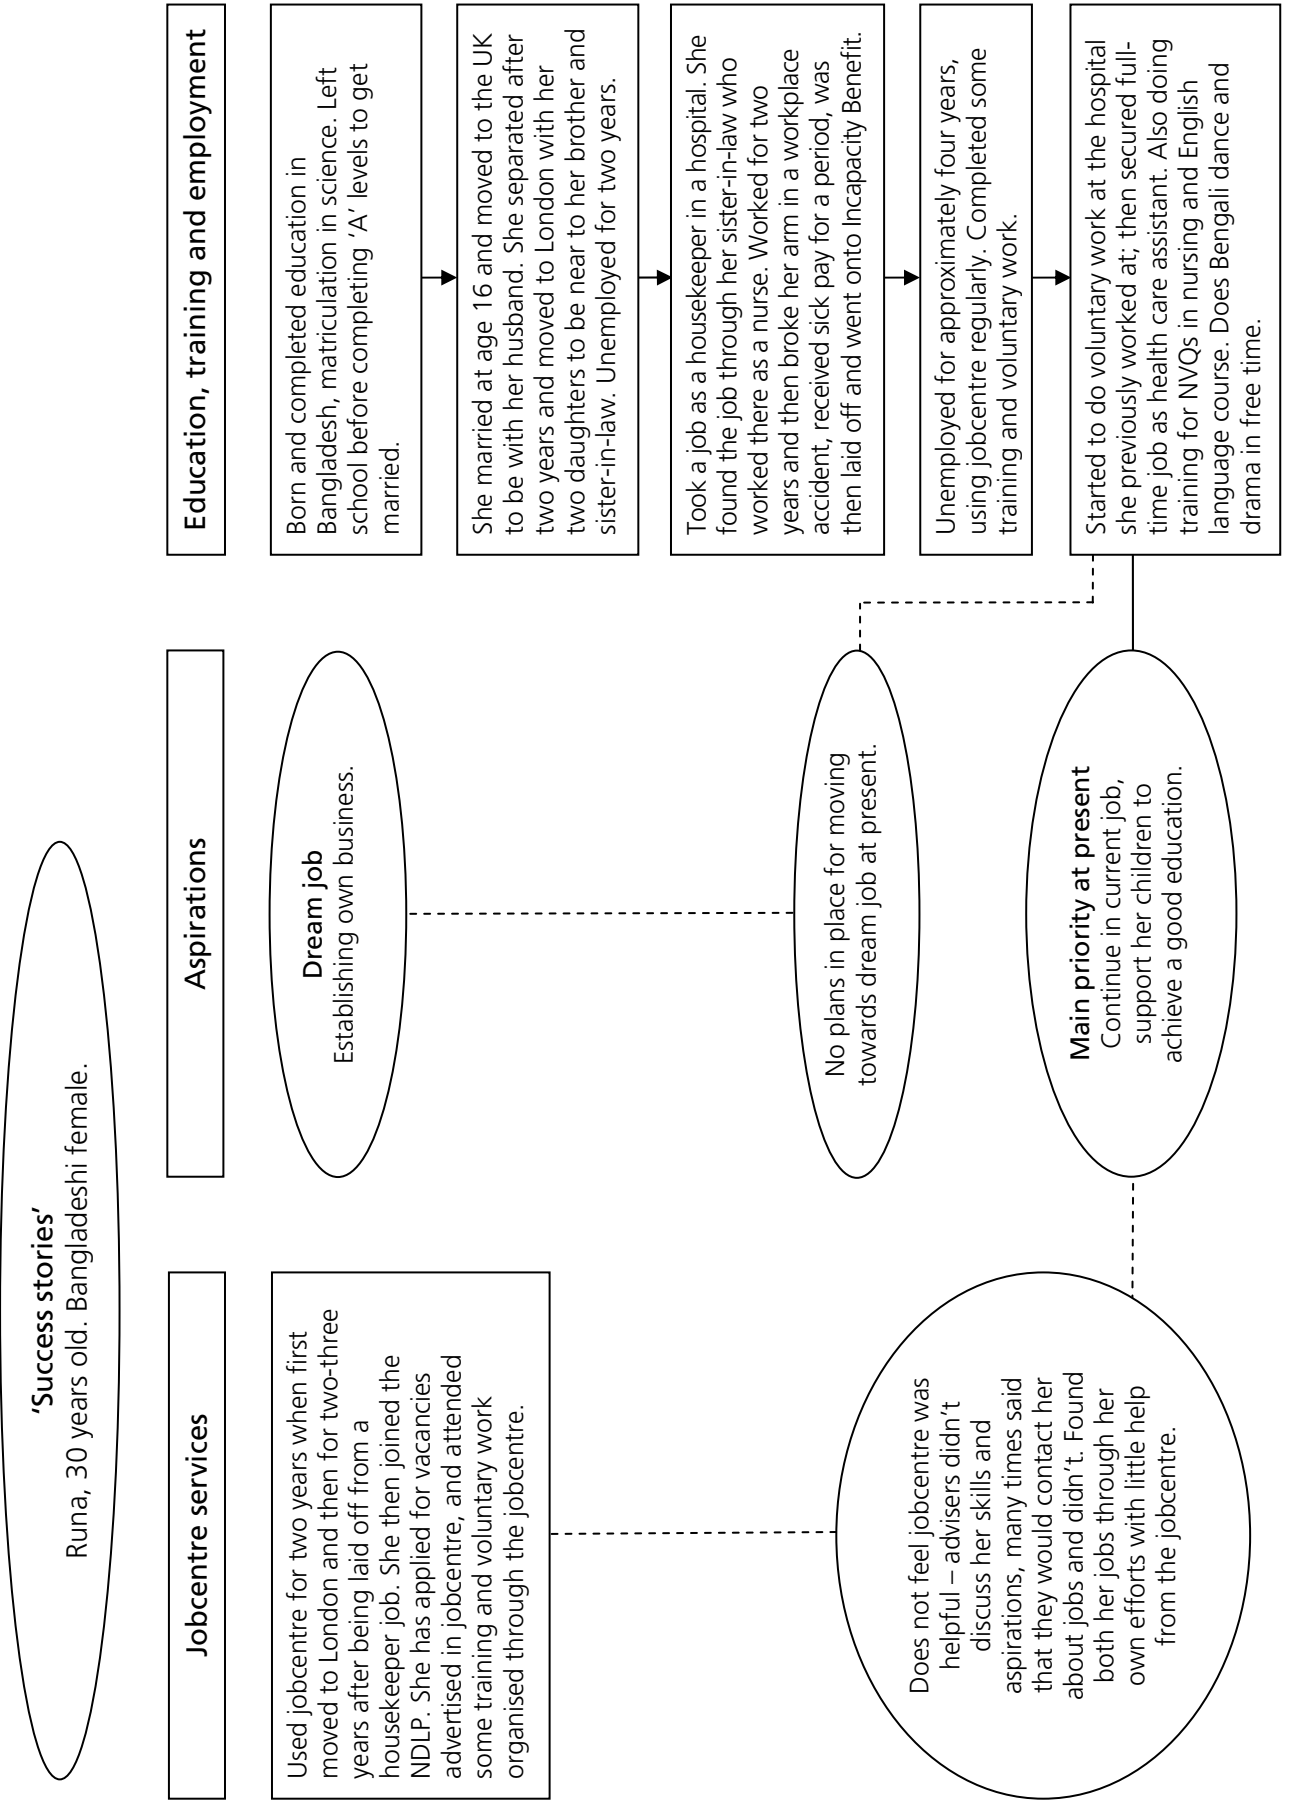 'Success stories'
Runa, 30 years old. Bangladeshi female.
Jobcentre services
Used jobcentre for two years when first
moved to London and then for two-three
years after being laid off from a
housekeeper job. She then joined the
NDLP. She has applied for vacancies
advertised in jobcentre, and attended
some training and voluntary work
organised through the jobcentre.
Does not feel jobcentre was
helpful – advisers didn't
discuss her skills and
aspirations, many times said
that they would contact her
about jobs and didn't. Found
both her jobs through her
own efforts with little help
from the jobcentre.
Aspirations
Dream job
Establishing own business.
No plans in place for moving
towards dream job at present.
Main priority at present
Continue in current job,
support her children to
achieve a good education.
Education, training and employment
Born and completed education in
Bangladesh, matriculation in science. Left
school before completing 'A' levels to get
married.
She married at age 16 and moved to the UK
to be with her husband. She separated after
two years and moved to London with her
two daughters to be near to her brother and
sister-in-law. Unemployed for two years.
Took a job as a housekeeper in a hospital. She
found the job through her sister-in-law who
worked there as a nurse. Worked for two
years and then broke her arm in a workplace
accident, received sick pay for a period, was
then laid off and went onto Incapacity Benefit.
Unemployed for approximately four years,
using jobcentre regularly. Completed some
training and voluntary work.
Started to do voluntary work at the hospital
she previously worked at; then secured full-
time job as health care assistant. Also doing
training for NVQs in nursing and English
language course. Does Bengali dance and
drama in free time.